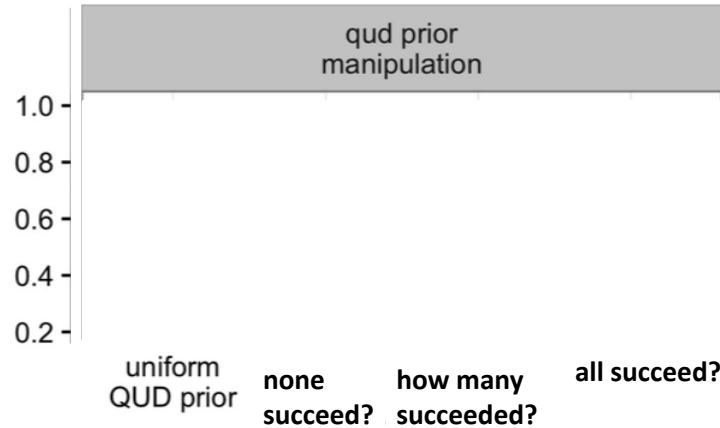 qud prior
manipulation
1.0
0.8
0.6
0.4
0.2
uniform
QUD prior
none
succeed?
how many
succeeded?
all succeed?